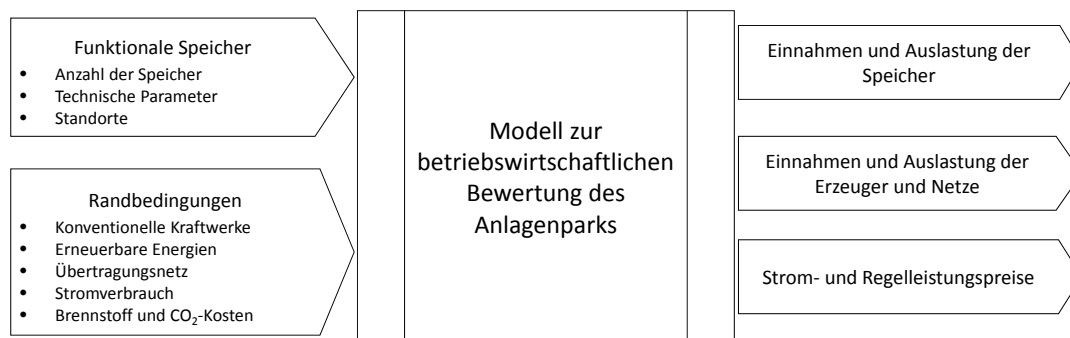 Funktionale Speicher
• Anzahl der Speicher
• Technische Parameter
• Standorte
Randbedingungen
• Konventionelle Kraftwerke
• Erneuerbare Energien
• Übertragungsnetz
• Stromverbrauch
• Brennstoff und CO₂-Kosten
Modell zur
betriebswirtschaftlichen
Bewertung des
Anlagenparks
Einnahmen und Auslastung der
Speicher
Einnahmen und Auslastung der
Erzeuger und Netze
Strom- und Regelleistungspreise